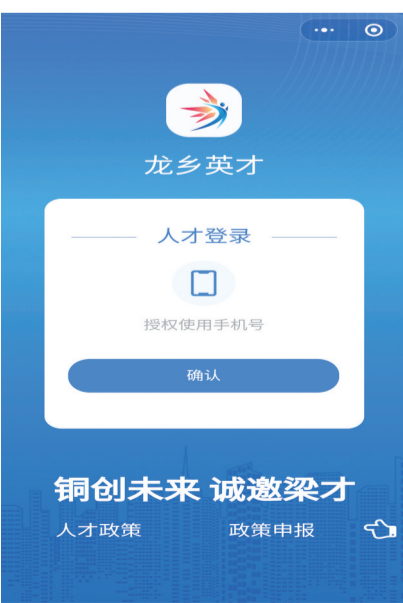 龙乡英才
人才登录
授权使用手机号
确认
铜创未来 诚邀梁才
人才政策 政策申报